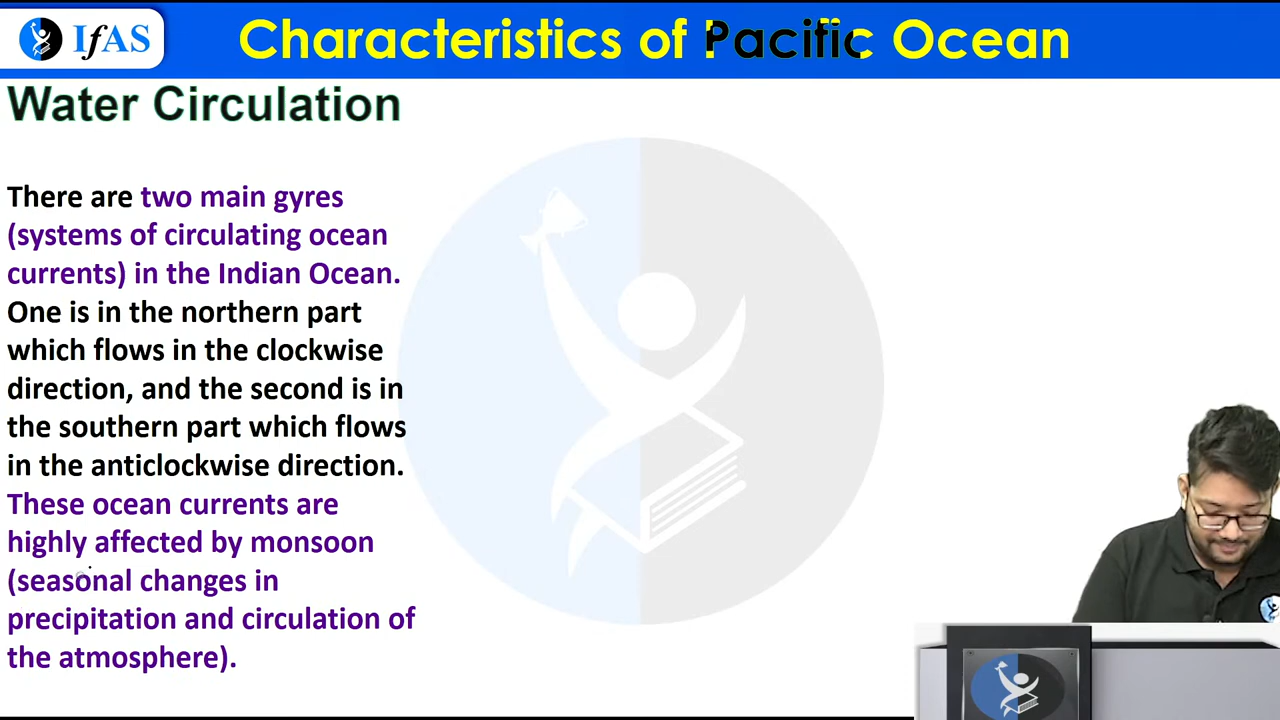 IfAS
Characteristics of Pacific Ocean
Water Circulation
There are two main gyres
(systems of circulating ocean
currents) in the Indian Ocean.
One is in the northern part
which flows in the clockwise
direction, and the second is in
the southern part which flows
in the anticlockwise direction.
These ocean currents are
highly affected by monsoon
(seasonal changes in
precipitation and circulation of
the atmosphere).